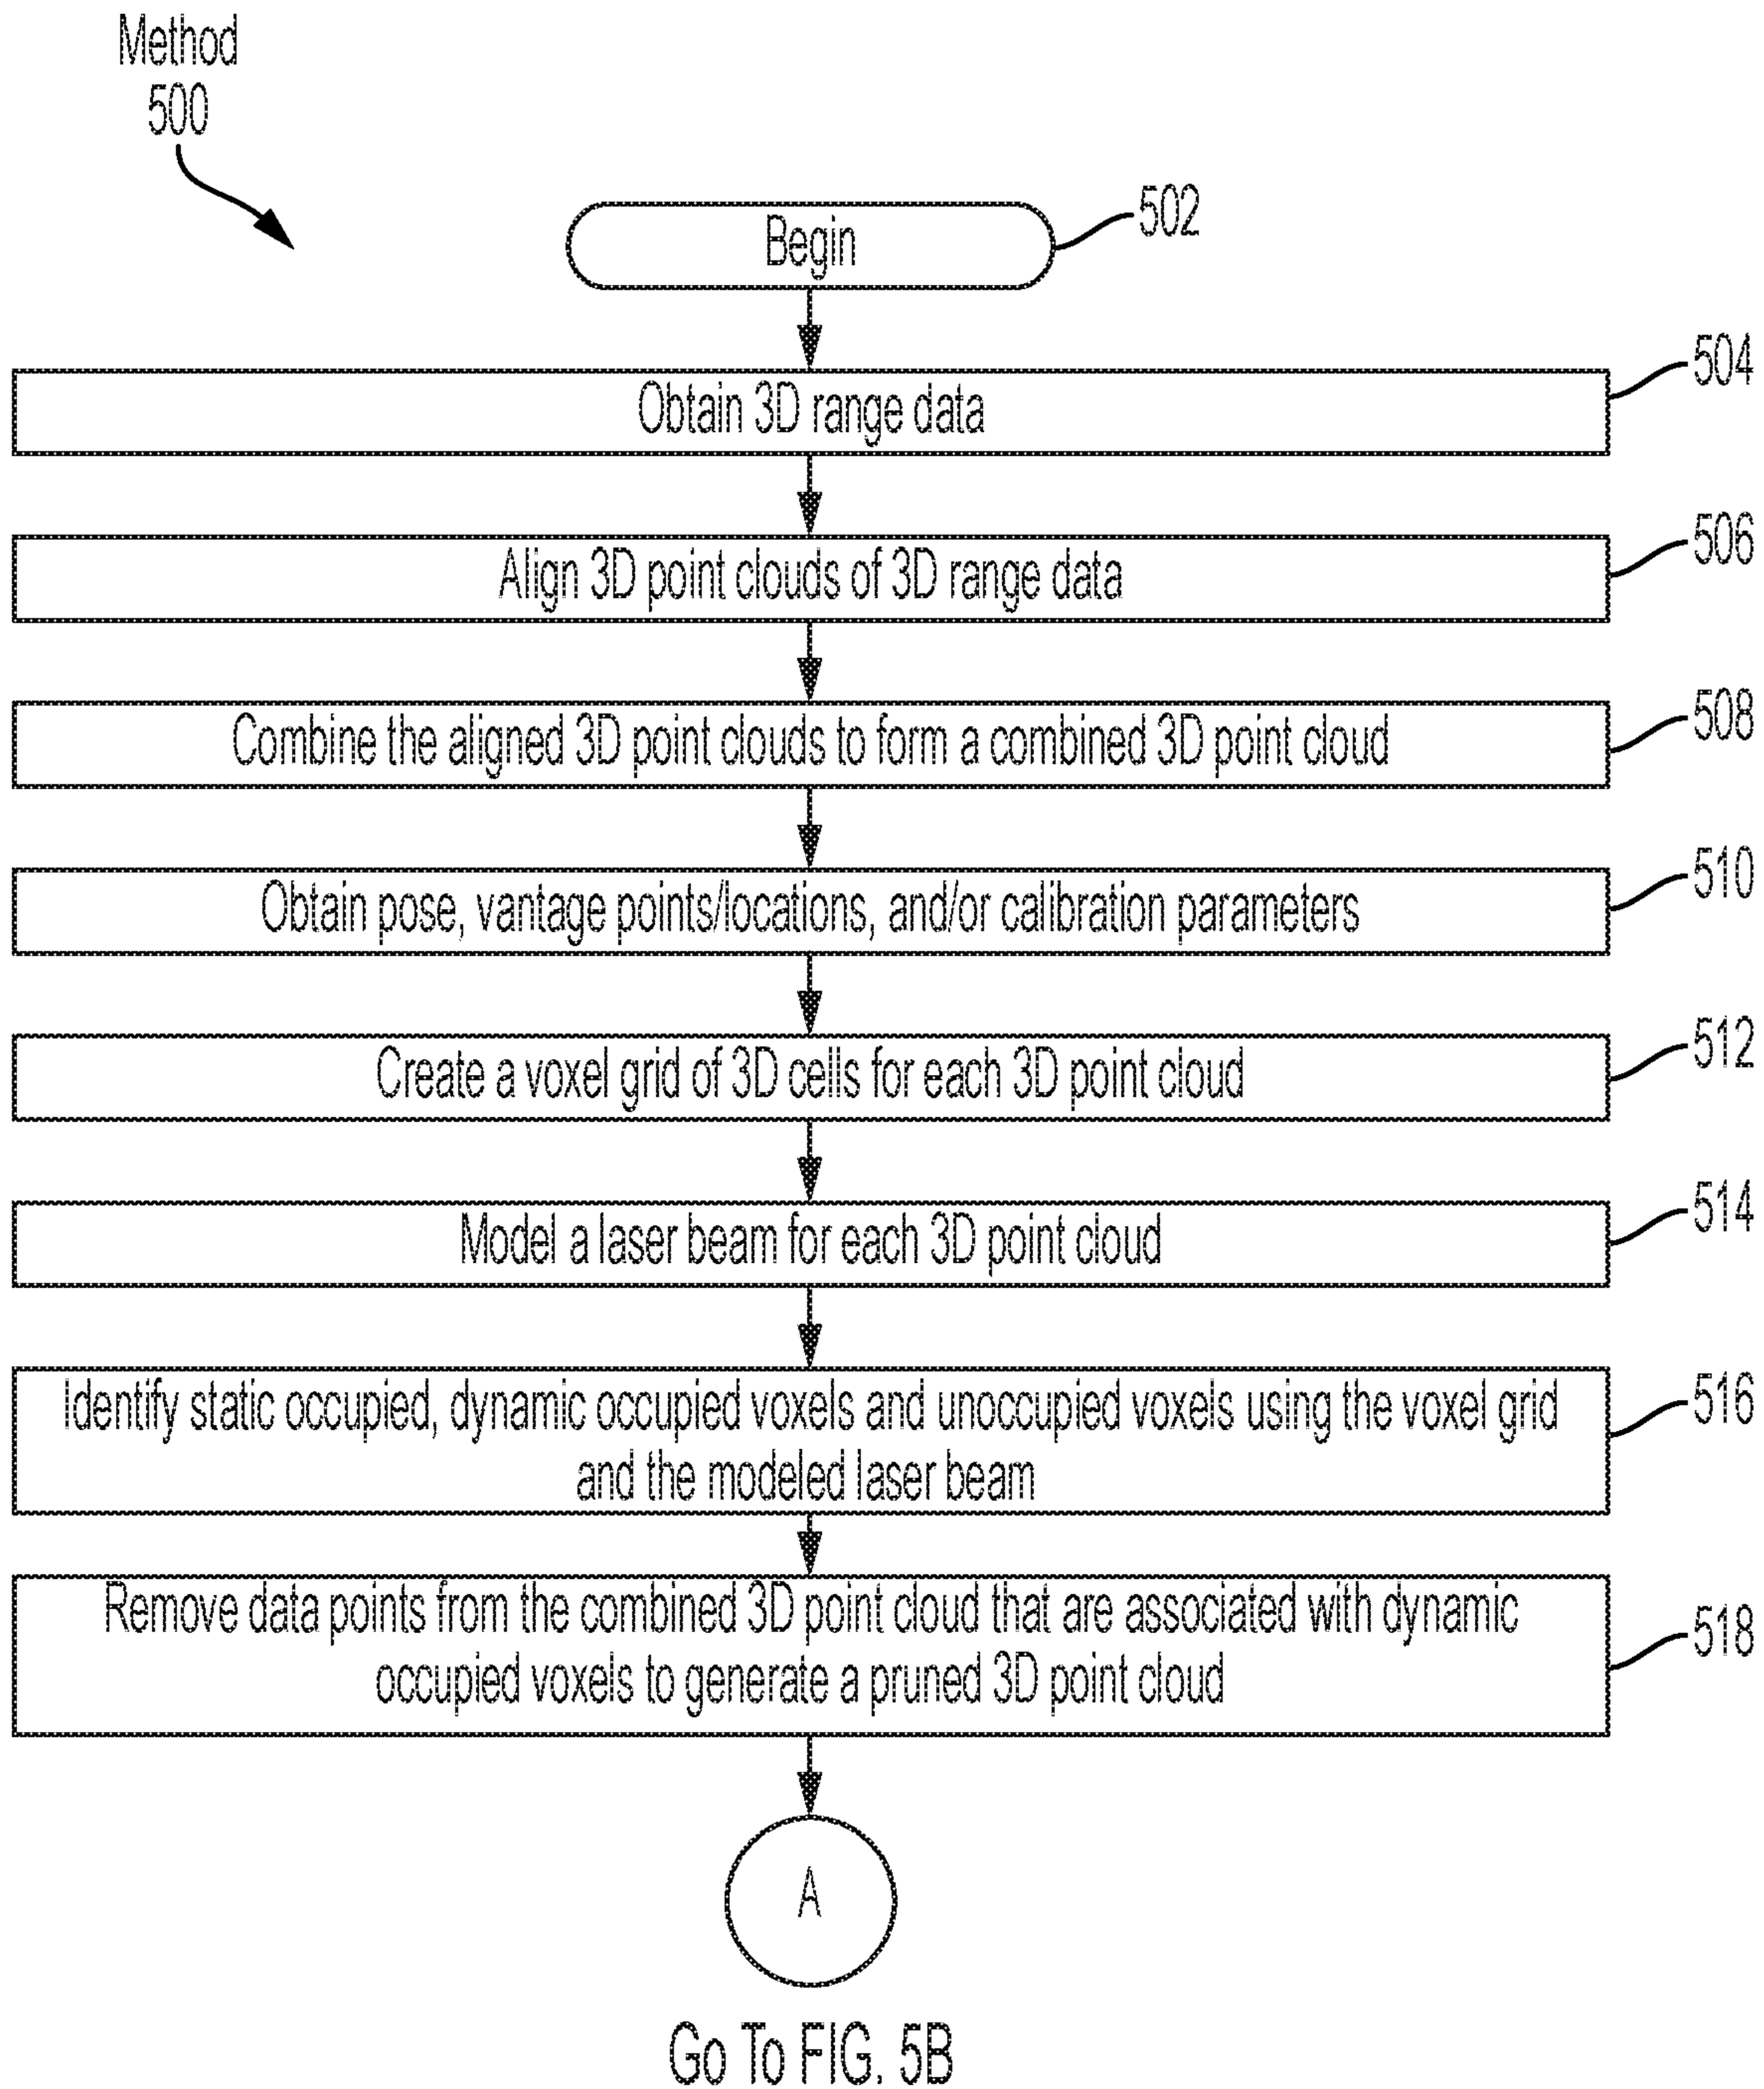 Method
500
Begin
502
504
Obtain 3D range data
506
Align 3D point clouds of 3D range data
508
Combine the aligned 3D point clouds to form a combined 3D point cloud
510
Obtain pose, vantage points/locations, and/or calibration parameters
512
Create a voxel grid of 3D cells for each 3D point cloud
514
Model a laser beam for each 3D point cloud
516
Identify static occupied, dynamic occupied voxels and unoccupied voxels using the voxel grid
and the modeled laser beam
518
Remove data points from the combined 3D point cloud that are associated with dynamic
occupied voxels to generate a pruned 3D point cloud
A
Go To FIG. 5B